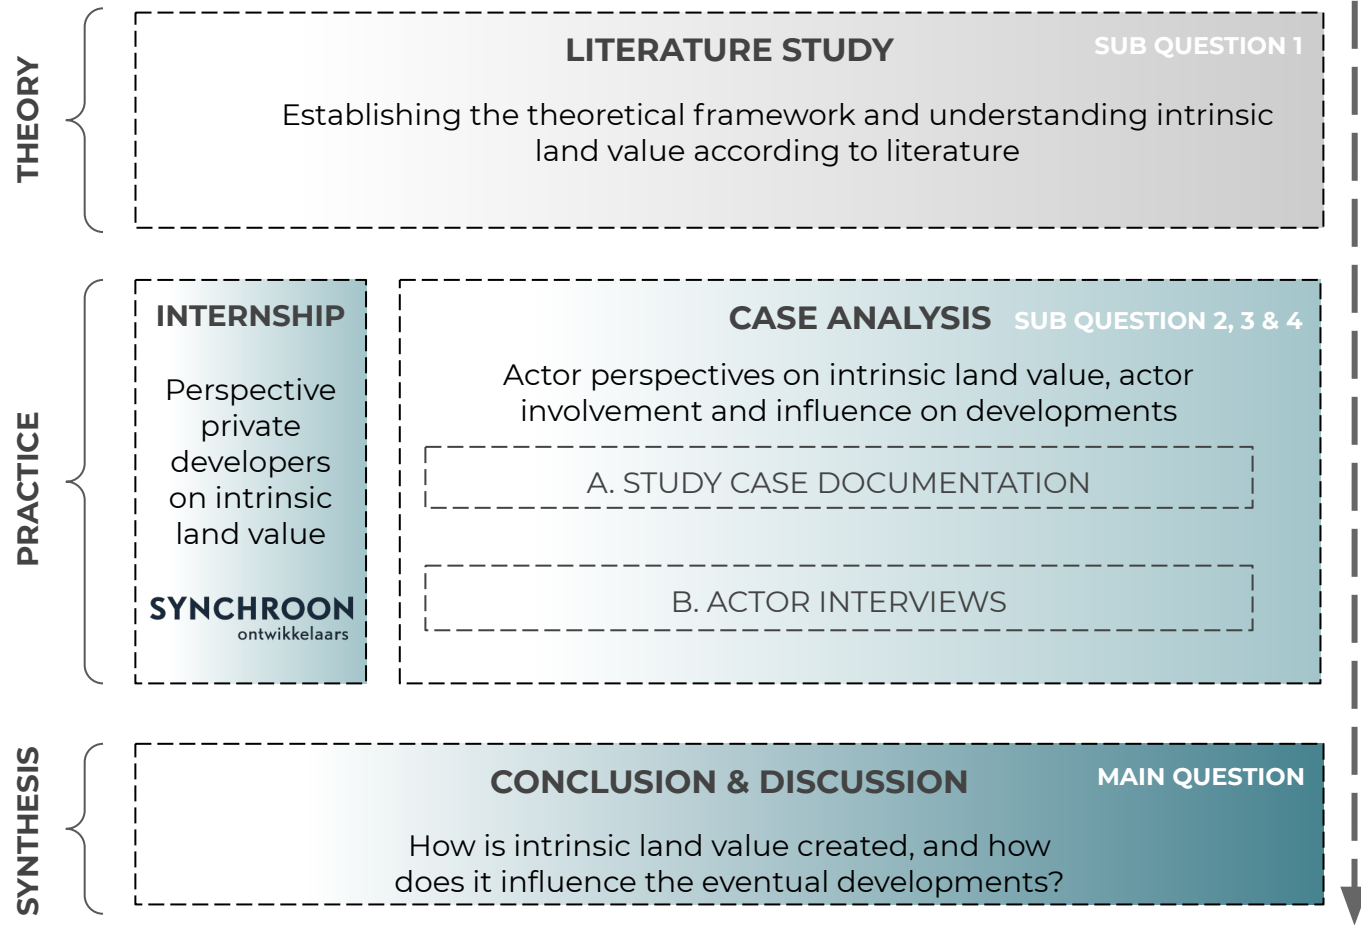 THEORY
LITERATURE STUDY
SUB QUESTION 1
Establishing the theoretical framework and understanding intrinsic
land value according to literature
PRACTICE
INTERNSHIP
Perspective
private
developers
on intrinsic
land value
SYNCHROON
ontwikkelaars
CASE ANALYSIS
SUB QUESTION 2, 3 & 4
Actor perspectives on intrinsic land value, actor
involvement and influence on developments
A. STUDY CASE DOCUMENTATION
B. ACTOR INTERVIEWS
SYNTHESIS
CONCLUSION & DISCUSSION
MAIN QUESTION
How is intrinsic land value created, and how
does it influence the eventual developments?